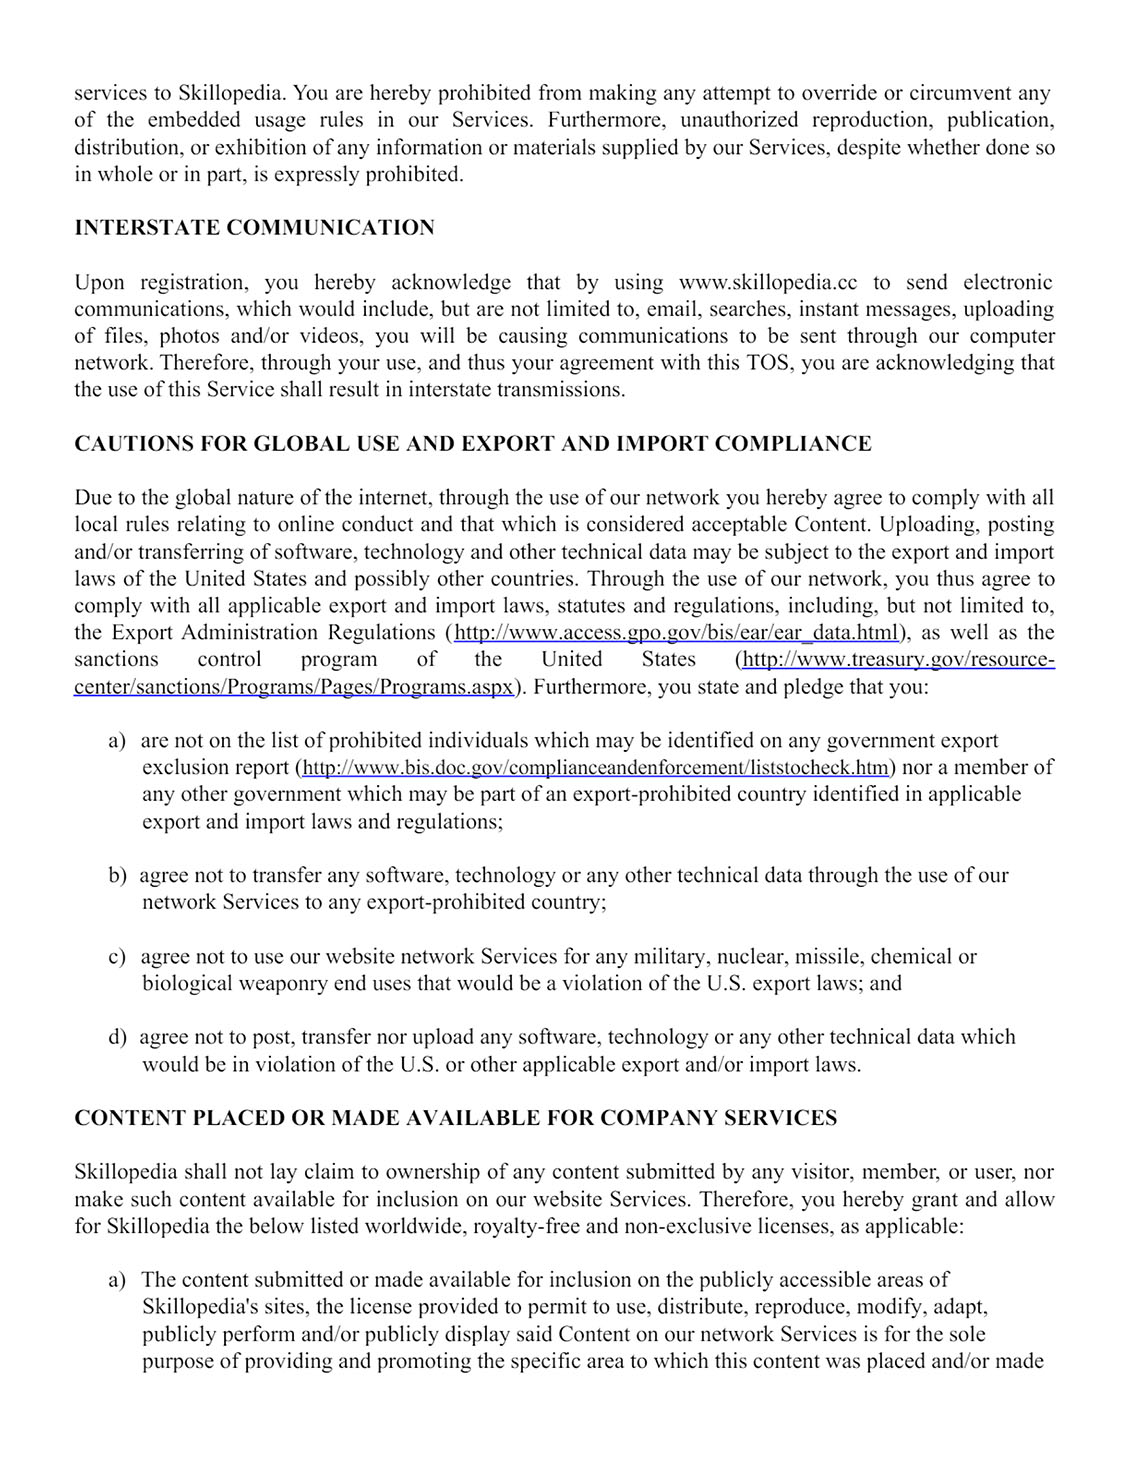 services to Skillopedia. You are hereby prohibited from making any attempt to override or circumvent any
of the embedded usage rules in our Services. Furthermore, unauthorized reproduction, publication,
distribution, or exhibition of any information or materials supplied by our Services, despite whether done so
in whole or in part, is expressly prohibited.
INTERSTATE COMMUNICATION
Upon registration, you hereby acknowledge that by using www.skillopedia.cc to send electronic
communications, which would include, but are not limited to, email, searches, instant messages, uploading
of files, photos and/or videos, you will be causing communications to be sent through our computer
network. Therefore, through your use, and thus your agreement with this TOS, you are acknowledging that
the use of this Service shall result in interstate transmissions.
CAUTIONS FOR GLOBAL USE AND EXPORT AND IMPORT COMPLIANCE
Due to the global nature of the internet, through the use of our network you hereby agree to comply with all
local rules relating to online conduct and that which is considered acceptable Content. Uploading, posting
and/or transferring of software, technology and other technical data may be subject to the export and import
laws of the United States and possibly other countries. Through the use of our network, you thus agree to
comply with all applicable export and import laws, statutes and regulations, including, but not limited to,
the Export Administration Regulations (http://www.access.gpo.gov/bis/ear/ear_data.html), as well as the
sanctions control program of the United States (http://www.treasury.gov/resource-
center/sanctions/Programs/Pages/Programs.aspx). Furthermore, you state and pledge that you:
a) are not on the list of prohibited individuals which may be identified on any government export
exclusion report (http://www.bis.doc.gov/complianceandenforcement/liststocheck.htm) nor a member of
any other government which may be part of an export-prohibited country identified in applicable
export and import laws and regulations;
b) agree not to transfer any software, technology or any other technical data through the use of our
network Services to any export-prohibited country;
c) agree not to use our website network Services for any military, nuclear, missile, chemical or
biological weaponry end uses that would be a violation of the U.S. export laws; and
d) agree not to post, transfer nor upload any software, technology or any other technical data which
would be in violation of the U.S. or other applicable export and/or import laws.
CONTENT PLACED OR MADE AVAILABLE FOR COMPANY SERVICES
Skillopedia shall not lay claim to ownership of any content submitted by any visitor, member, or user, nor
make such content available for inclusion on our website Services. Therefore, you hereby grant and allow
for Skillopedia the below listed worldwide, royalty-free and non-exclusive licenses, as applicable:
a) The content submitted or made available for inclusion on the publicly accessible areas of
Skillopedia's sites, the license provided to permit to use, distribute, reproduce, modify, adapt,
publicly perform and/or publicly display said Content on our network Services is for the sole
purpose of providing and promoting the specific area to which this content was placed and/or made